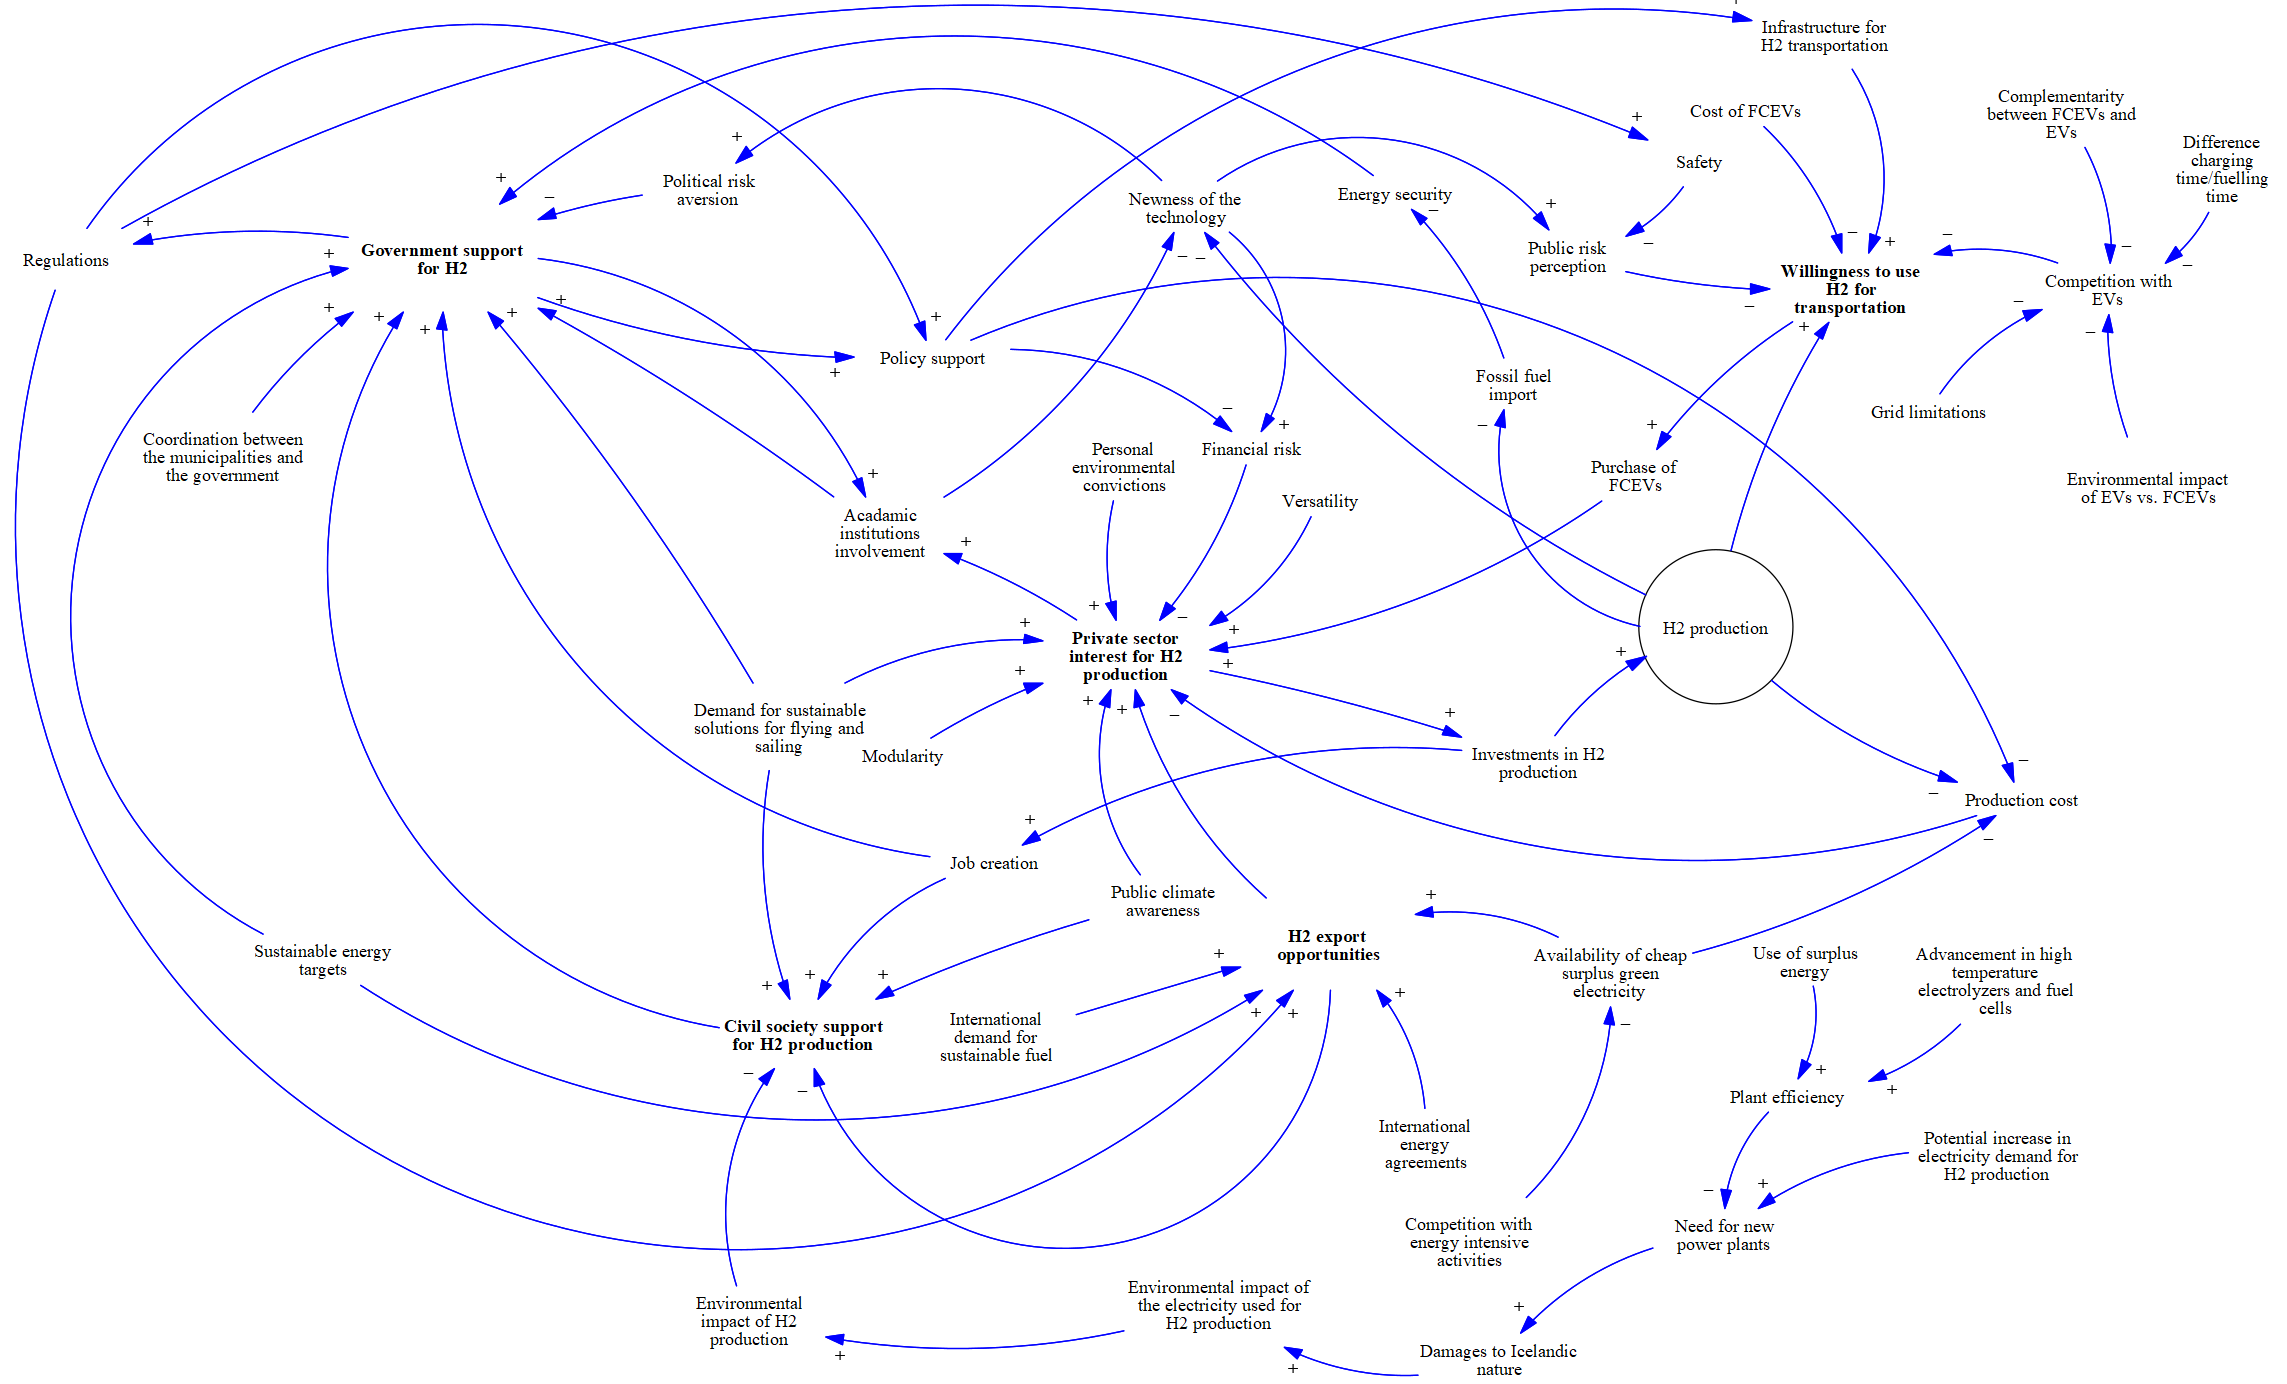 Infrastructure for
H2 transportation
Cost of FCEVs
Complementarity
between FCEVs and
EVs
Difference
charging
time/fuelling
time
Safety
Political risk
aversion
Newness of the
technology
Energy security
Public risk
perception
Regulations
Government support
for H2
Willingness to use
H2 for
transportation
Competition with
EVs
Policy support
Fossil fuel
import
Grid limitations
Coordination between
the municipalities and
the government
Personal
environmental
convictions
Financial risk
Versatility
Purchase of
FCEVs
Environmental impact
of EVs vs. FCEVs
Acadamic
institutions
involvement
Private sector
interest for H2
production
H2 production
Demand for sustainable
solutions for flying and
sailing
Modularity
Investments in H2
production
Production cost
Job creation
Public climate
awareness
Sustainable energy
targets
H2 export
opportunities
Availability of cheap
surplus green
electricity
Use of surplus
energy
Advancement in high
temperature
electrolyzers and fuel
cells
Civil society support
for H2 production
International
demand for
sustainable fuel
Plant efficiency
International
energy
agreements
Potential increase in
electricity demand for
H2 production
Competition with
energy intensive
activities
Need for new
power plants
Environmental
impact of H2
production
Environmental impact of
the electricity used for
H2 production
Damages to Icelandic
nature